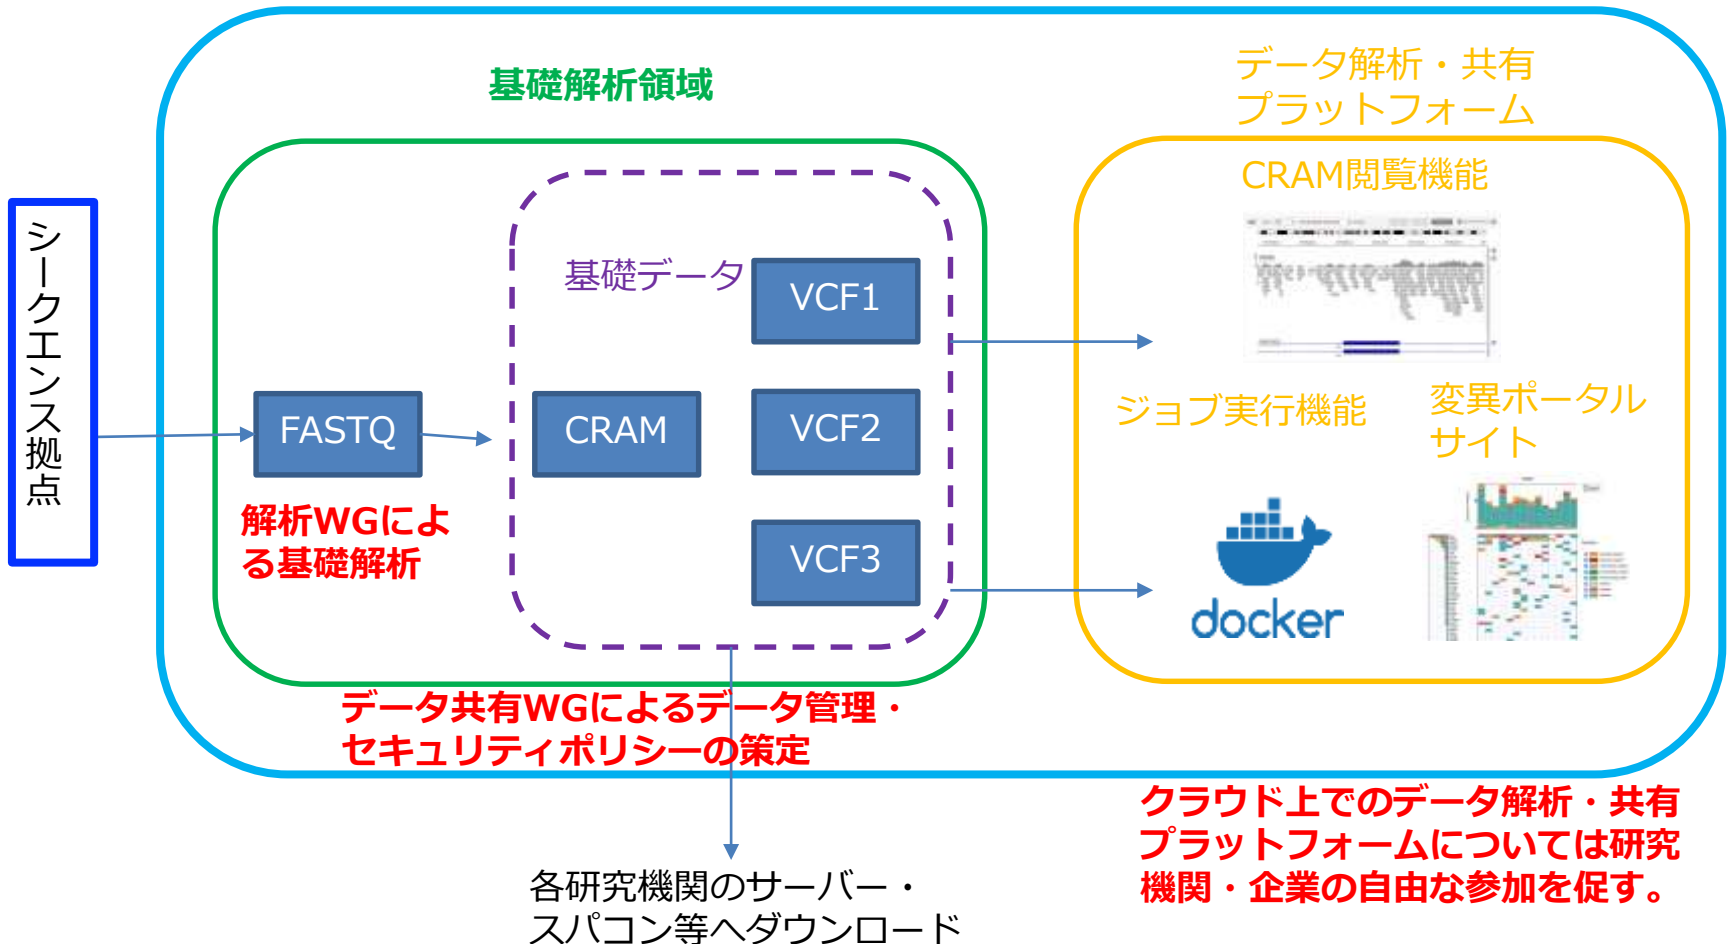 基礎解析領域
データ解析・共有
プラットフォーム
CRAM閲覧機能
シークエンス拠点
基礎データ
VCF1
FASTQ
CRAM
VCF2
VCF3
ジョブ実行機能
変異ポータル
サイト
docker
解析WGによ
る基礎解析
データ共有WGによるデータ管理・
セキュリティポリシーの策定
クラウド上でのデータ解析・共有
プラットフォームについては研究
機関・企業の自由な参加を促す。
各研究機関のサーバー・
スパコン等へダウンロード